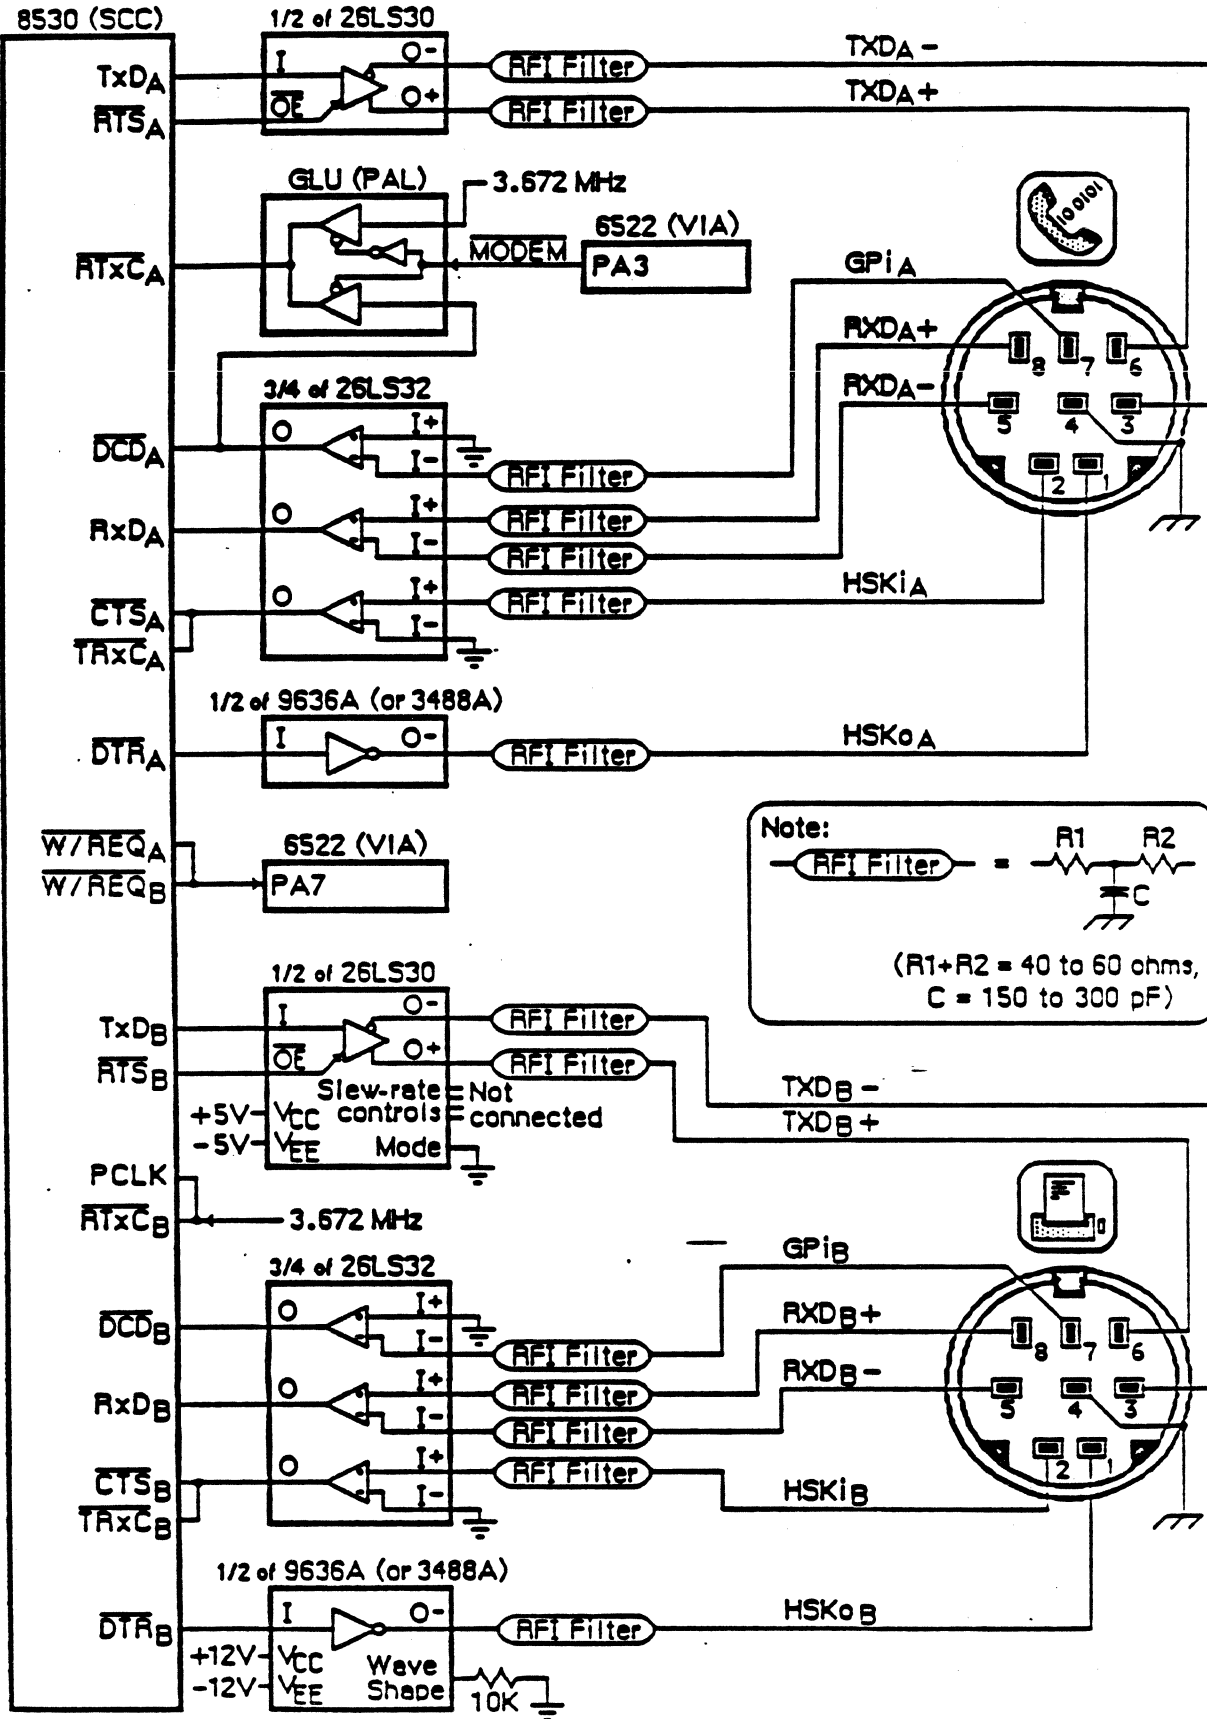 8530 (SCC)
1/2 of 26LS30
TxDA
RTSA
I
OE
O-
O+
RFI Filter
RFI Filter
TXDA-
TXDA+
GLU (PAL)
3.672 MHz
6522 (VIA)
MODEM
PA3
RTxCA
100101
GPiA
RXDA+
RXDA-
8
7
6
5
4
3
2
1
3/4 of 26LS32
DCDA
O
I+
I-
RFI Filter
RxDA
O
I+
I-
RFI Filter
RFI Filter
CTSA
TRxCA
O
I+
I-
RFI Filter
HSKiA
1/2 of 9636A (or 3488A)
DTRA
I
O-
RFI Filter
HSKoA
W/REQA
W/REQB
6522 (VIA)
PA7
Note:
RFI Filter
=
R1
R2
C
(R1+R2 = 40 to 60 ohms,
C = 150 to 300 pF)
1/2 of 26LS30
TxDB
RTSB
I
OE
O-
O+
RFI Filter
RFI Filter
Slew-rate
controls
Not
connected
+5V
VCC
-5V
VEE
Mode
TXDB-
TXDB+
PCLK
RTxCB
3.672 MHz
3/4 of 26LS32
GPiB
RXDB+
RXDB-
8
7
6
5
4
3
2
1
DCDB
O
I+
I-
RFI Filter
RxDB
O
I+
I-
RFI Filter
RFI Filter
CTSB
TRxCB
O
I+
I-
RFI Filter
HSKiB
1/2 of 9636A (or 3488A)
DTRB
I
O-
RFI Filter
HSKoB
+12V
VCC
-12V
VEE
Wave
Shape
10K